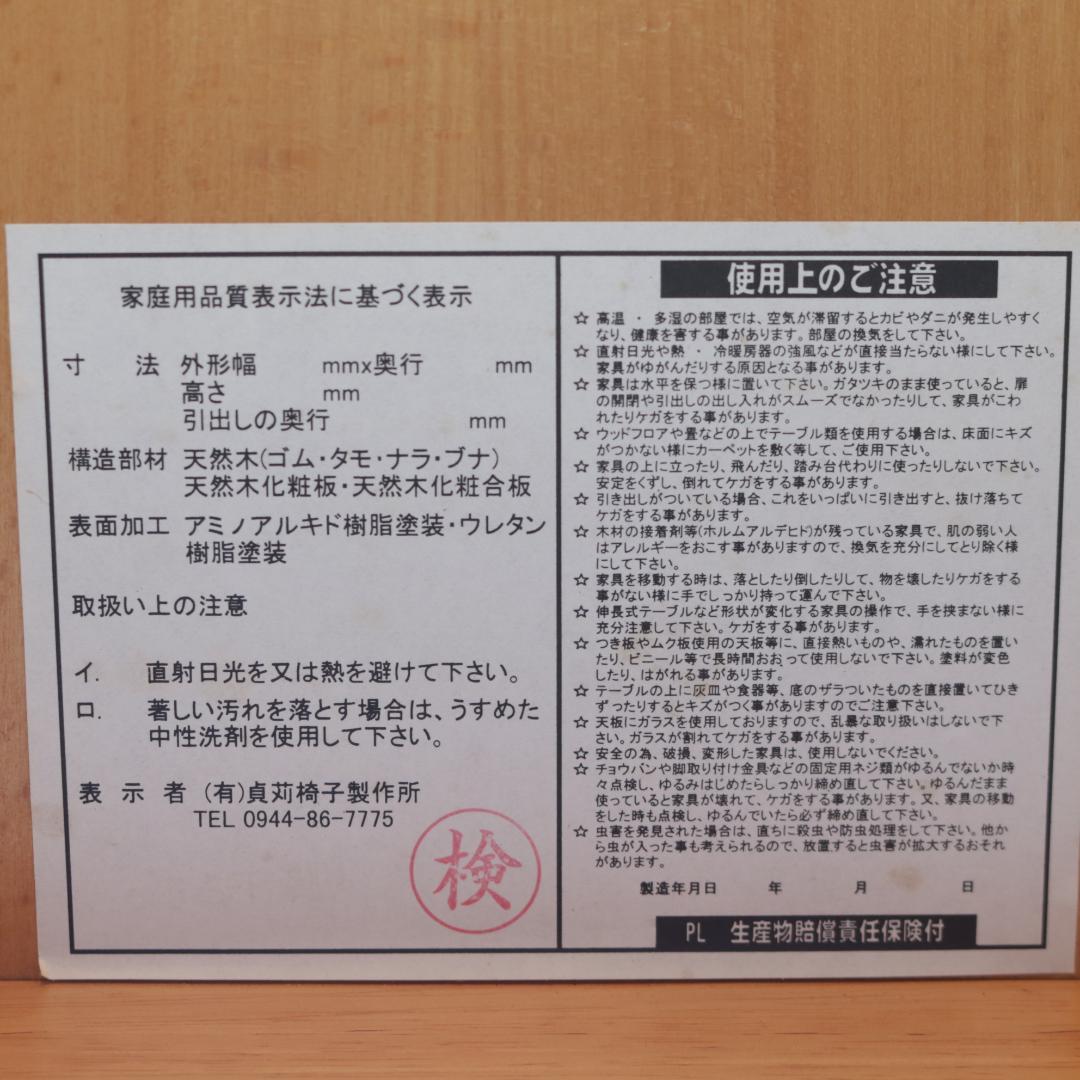 家庭用品質表示法に基づく表示
寸　法 外形幅　　mmx奥行　　mm
高さ　　mm
引出しの奥行　　mm
構造部材 天然木(ゴム・タモ・ナラ・ブナ)
天然木化粧板・天然木化粧合板
表面加工 アミノアルキド樹脂塗装・ウレタン
樹脂塗装
取扱い上の注意
イ.　直射日光を又は熱を避けて下さい。
ロ.　著しい汚れを落とす場合は、うすめた
中性洗剤を使用して下さい。
表 示 者 (有)貞苅椅子製作所
TEL 0944-86-7775
検
使用上のご注意
☆ 高温 ・ 多湿の部屋では、空気が滞留するとカビやダニが発生しやすく
なり、健康を害する事があります。部屋の換気をして下さい。
☆ 直射日光や熱 ・ 冷暖房器の強風などが直接当たらない様にして下さい。
家具がゆがんだりする原因となる事があります。
☆ 家具は水平を保つ様に置いて下さい。ガタツキのまま使っていると、扉
の開閉や引出しの出し入れがスムーズでなかったりして、家具がこわ
れたりケガをする事があります。
☆ ウッドフロアや畳などの上でテーブル類を使用する場合は、床面にキズ
がつかない様にカーペットを敷く等して、ご使用下さい。
☆ 家具の上に立ったり、飛んだり、踏み台代わりに使ったりしないで下さい。
安定をくずし、倒れてケガをする事があります。
☆ 引き出しがついている場合、これをいっぱいに引き出すと、抜け落ちて
ケガをする事があります。
☆ 木材の接着剤等(ホルムアルデヒド)が残っている家具で、肌の弱い人
はアレルギーをおこす事がありますので、換気を充分にしてとり除く様
にして下さい。
☆ 家具を移動する時は、落としたり倒したりして、物を壊したりケガをする
事がない様に手でしっかり持って運んで下さい。
☆ 伸長式テーブルなど形状が変化する家具の操作で、手を挟まない様に
充分注意して下さい。ケガをする事があります。
☆ つき板やムク板使用の天板等に、直接熱いものや、濡れたものを置い
たり、ビニール等で長時間おおって使用しないで下さい。塗料が変色
したり、はがれる事があります。
☆ テーブルの上に灰皿や食器等、底のザラついたものを直接置いてひき
ずったりするとキズがつく事がありますのでご注意下さい。
☆ 天板にガラスを使用しておりますので、乱暴な取り扱いはしないで下
さい。ガラスが割れてケガをする事があります。
☆ 安全の為、破損、変形した家具は、使用しないでください。
☆ チョウバンや脚取り付け金具などの固定用ネジ類がゆるんでないか時
々点検し、ゆるみはじめたらしっかり締め直して下さい。ゆるんだまま
使っていると家具が壊れて、ケガをする事があります。又、家具の移動
をした時も点検し、ゆるんでいたら必ず締め直して下さい。
☆ 虫害を発見された場合は、直ちに殺虫や防虫処理をして下さい。他か
ら虫が入った事も考えられるので、放置すると虫害が拡大するおそれ
があります。
製造年月日　　年　　月　　日
PL　生産物賠償責任保険付